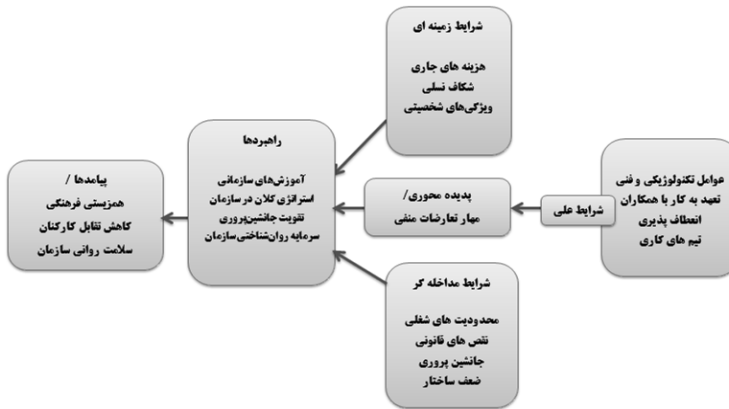 شرایط زمینه ای
هزینه های جاری
شکاف نسلی
ویژگی‌های شخصیتی
عوامل تکنولوژیکی و فنی
تعهد به کار با همکاران
انعطاف پذیری
تیم های کاری
شرایط علی
پدیده محوری/
مهار تعارضات منفی
شرایط مداخله گر
محدودیت های شغلی
نقص های قانونی
جانشین پروری
ضعف ساختار
راهبردها
آموزش‌های سازمانی
استراتژی کلان در سازمان
تقویت جانشین‌پروری
سرمایه روان‌شناختی سازمان
پیامدها /
همزیستی فرهنگی
کاهش تقابل کارکنان
سلامت روانی سازمان